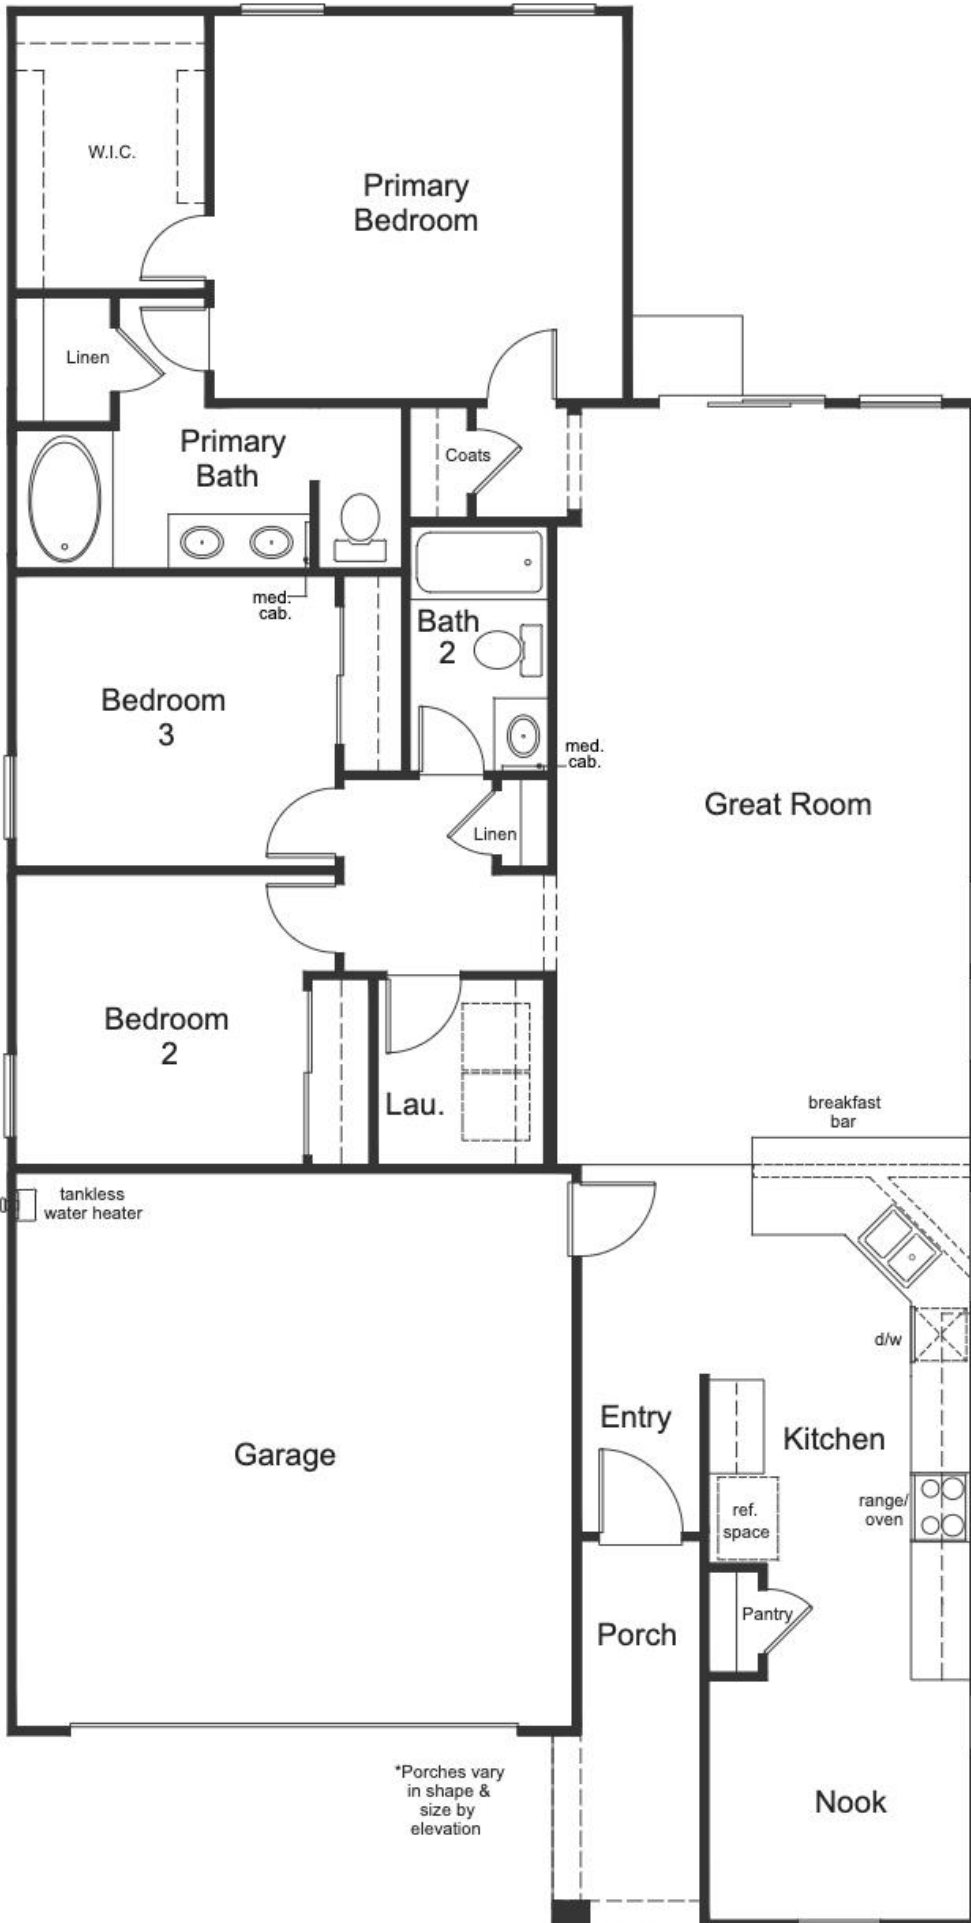 W.I.C.
Primary
Bedroom
Linen
Primary
Bath
Coats
med.
cab.
Bath
2
Bedroom
3
med.
cab.
Great Room
Linen
Bedroom
2
Lau.
breakfast
bar
tankless
water heater
d/w
Entry
Kitchen
Garage
range/
oven
ref.
space
Pantry
Porch
*Porches vary
in shape &
size by
elevation
Nook